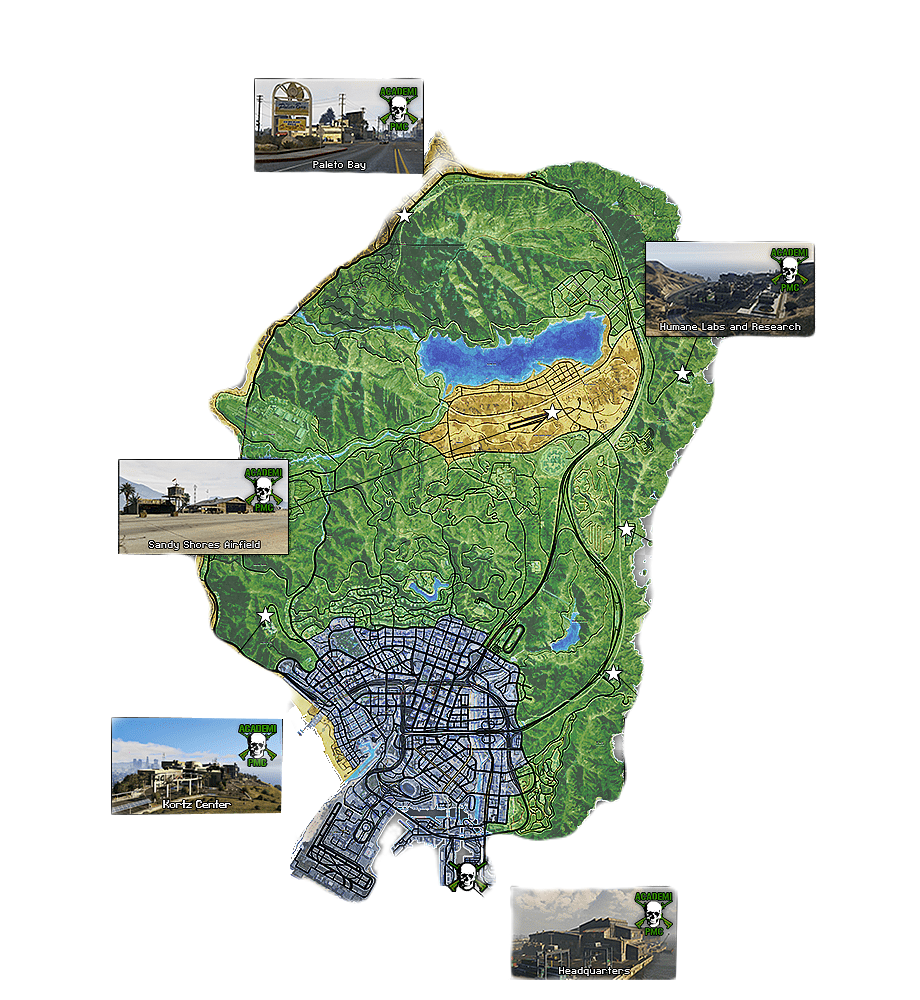 ACADEMI
PMC
Paleto Bay
ACADEMI
PMC
Humane Labs and Research
ACADEMI
PMC
Sandy Shores Airfield
ACADEMI
PMC
Kortz Center
ACADEMI
PMC
Headquarters